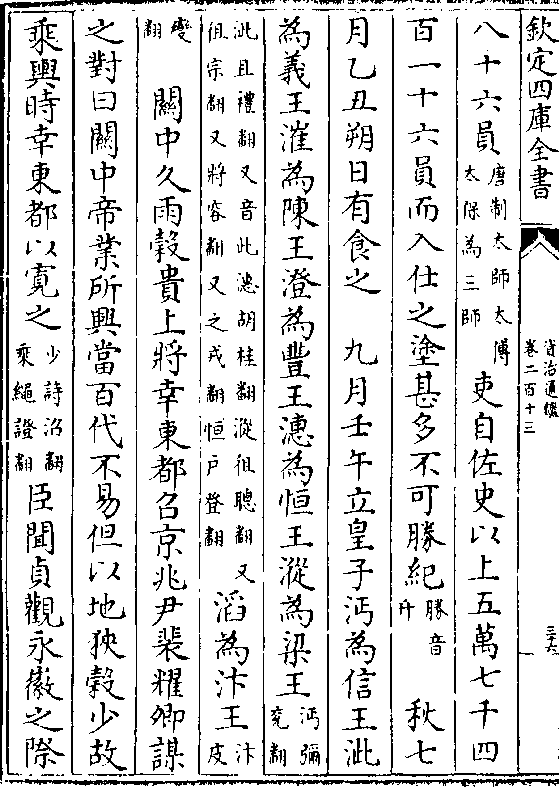 欽定四庫全書
資治通鑑
卷二百十三
三十六
八十六員唐制太師太傅太保為三師吏自佐史以上五萬七千四
百一十六員而入仕之塗甚多不可勝紀勝音升秋七
月乙丑朔日有食之九月壬午立皇子沔為信王泚
為義王漼為陳王澄為豐王潓為恒王漎為梁王沔彌兖翻
泚且禮翻又音此潓胡桂翻漎徂聰翻又徂宗翻又將容翻又之戎翻恒戶登翻滔為汴王汴皮
變翻關中久雨穀貴上將幸東都召京兆尹裴耀卿謀
之對曰關中帝業所興當百代不易但以地狹穀少故
乘輿時幸東都以寛之少詩沼翻乘繩證翻臣聞貞觀永徽之際